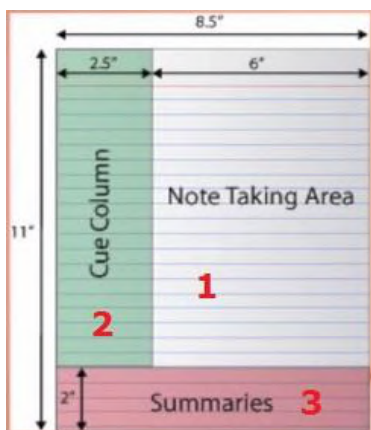 8.5"
2.5"
6"
11"
Cue Column
Note Taking Area
1
2
2"
Summaries
3